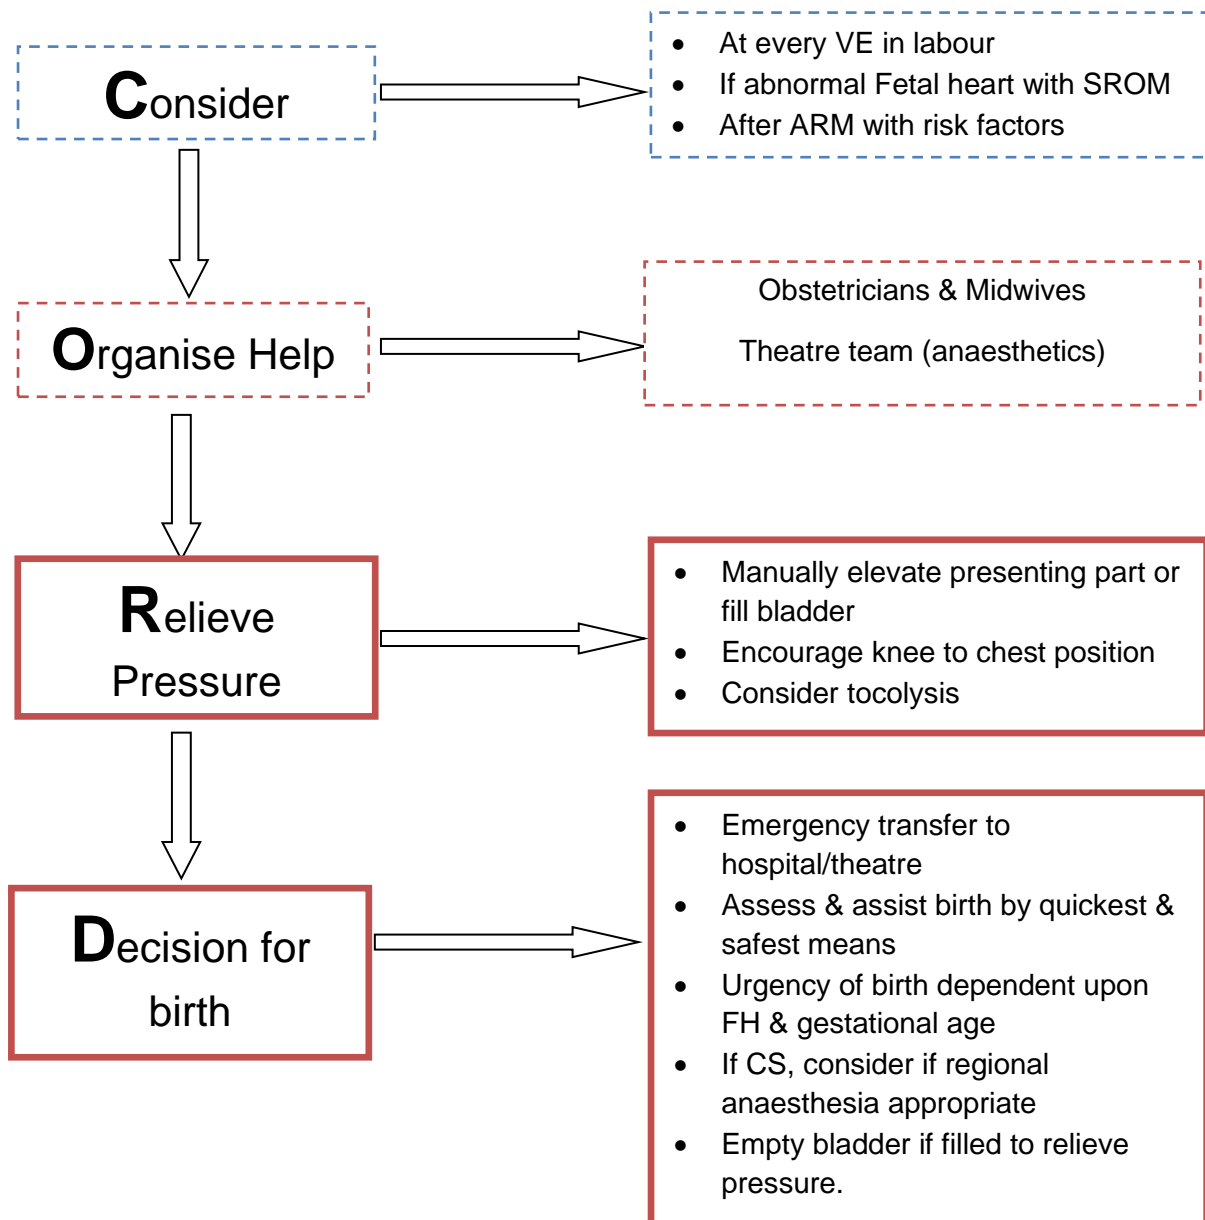 Consider
• At every VE in labour
• If abnormal Fetal heart with SROM
• After ARM with risk factors
Organise Help
Obstetricians & Midwives
Theatre team (anaesthetics)
Relieve
Pressure
• Manually elevate presenting part or
fill bladder
• Encourage knee to chest position
• Consider tocolysis
Decision for
birth
• Emergency transfer to
hospital/theatre
• Assess & assist birth by quickest &
safest means
• Urgency of birth dependent upon
FH & gestational age
• If CS, consider if regional
anaesthesia appropriate
• Empty bladder if filled to relieve
pressure.